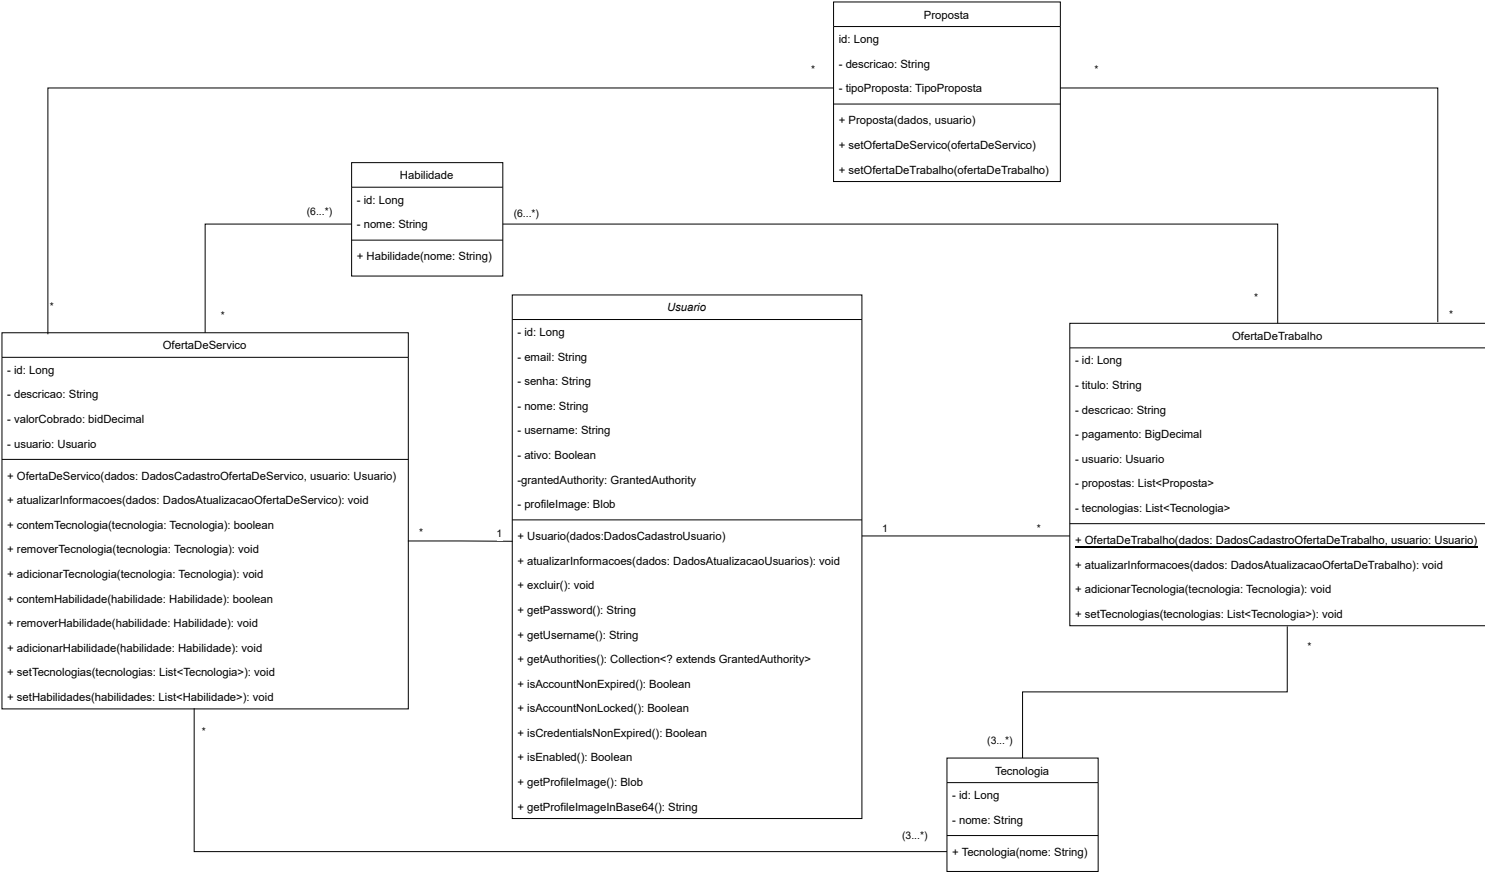 Proposta
id: Long
- descricao: String
- tipoProposta: TipoProposta
+ Proposta(dados, usuario)
+ setOfertaDeServico(ofertaDeServico)
+ setOfertaDeTrabalho(ofertaDeTrabalho)
*
*
*
*
Habilidade
- id: Long
- nome: String
+ Habilidade(nome: String)
(6...*)
(6...*)
*
*
OfertaDeServico
- id: Long
- descricao: String
- valorCobrado: bidDecimal
- usuario: Usuario
+ OfertaDeServico(dados: DadosCadastroOfertaDeServico, usuario: Usuario)
+ atualizarInformacoes(dados: DadosAtualizacaoOfertaDeServico): void
+ contemTecnologia(tecnologia: Tecnologia): boolean
+ removerTecnologia(tecnologia: Tecnologia): void
+ adicionarTecnologia(tecnologia: Tecnologia): void
+ contemHabilidade(habilidade: Habilidade): boolean
+ removerHabilidade(habilidade: Habilidade): void
+ adicionarHabilidade(habilidade: Habilidade): void
+ setTecnologias(tecnologias: List<Tecnologia>): void
+ setHabilidades(habilidades: List<Habilidade>): void
*
1
Usuario
- id: Long
- email: String
- senha: String
- nome: String
- username: String
- ativo: Boolean
-grantedAuthority: GrantedAuthority
- profileImage: Blob
+ Usuario(dados:DadosCadastroUsuario)
+ atualizarInformacoes(dados: DadosAtualizacaoUsuarios): void
+ excluir(): void
+ getPassword(): String
+ getUsername(): String
+ getAuthorities(): Collection<? extends GrantedAuthority>
+ isAccountNonExpired(): Boolean
+ isAccountNonLocked(): Boolean
+ isCredentialsNonExpired(): Boolean
+ isEnabled(): Boolean
+ getProfileImage(): Blob
+ getProfileImageInBase64(): String
1
*
OfertaDeTrabalho
- id: Long
- titulo: String
- descricao: String
- pagamento: BigDecimal
- usuario: Usuario
- propostas: List<Proposta>
- tecnologias: List<Tecnologia>
+ OfertaDeTrabalho(dados: DadosCadastroOfertaDeTrabalho, usuario: Usuario)
+ atualizarInformacoes(dados: DadosAtualizacaoOfertaDeTrabalho): void
+ adicionarTecnologia(tecnologia: Tecnologia): void
+ setTecnologias(tecnologias: List<Tecnologia>): void
*
*
(3...*)
(3...*)
Tecnologia
- id: Long
- nome: String
+ Tecnologia(nome: String)